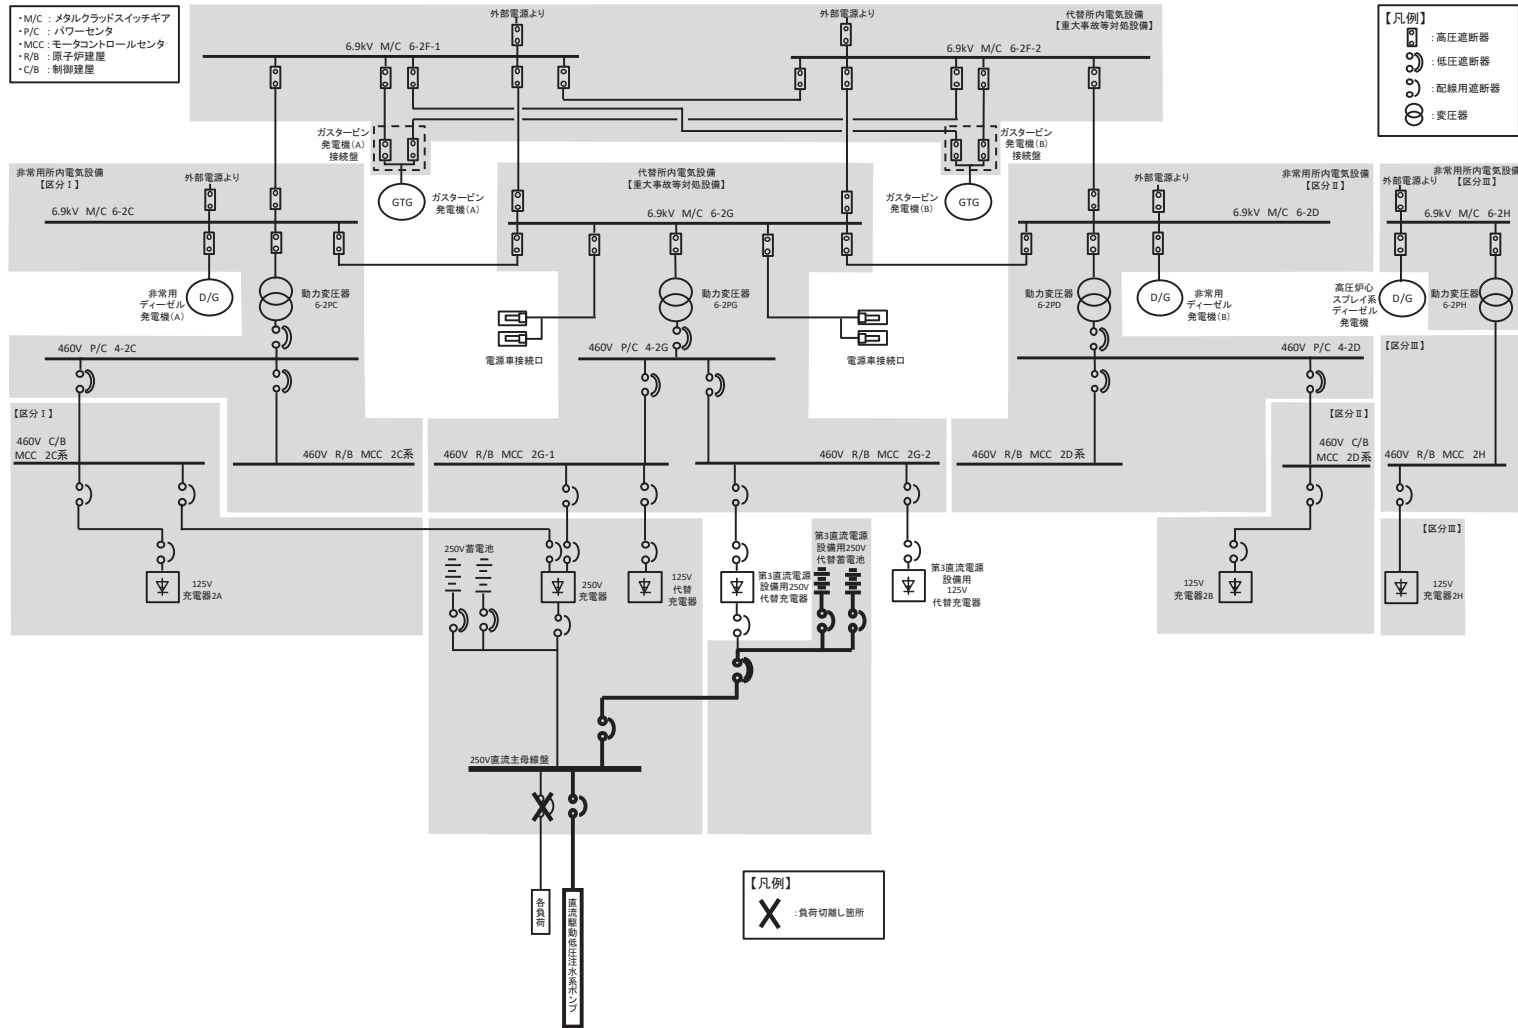 ・M/C ：メタルクラッドスイッチギア
・P/C ：パワーセンタ
・MCC：モータコントロールセンタ
・R/B ：原子炉建屋
・C/B ：制御建屋
外部電源より
外部電源より
代替所内電気設備
【重大事故等対処設備】
【凡例】
：高圧遮断器
：低圧遮断器
：配線用遮断器
：変圧器
6.9kV M/C 6-2F-1
6.9kV M/C 6-2F-2
ガスタービン
発電機(A)
接続盤
ガスタービン
発電機(B)
接続盤
GTG
ガスタービン
発電機(A)
ガスタービン
発電機(B)
GTG
非常用所内電気設備
【区分Ⅰ】
外部電源より
代替所内電気設備
【重大事故等対処設備】
外部電源より
非常用所内電気設備
【区分Ⅱ】
外部電源より
非常用所内電気設備
【区分Ⅲ】
6.9kV M/C 6-2C
6.9kV M/C 6-2G
6.9kV M/C 6-2D
6.9kV M/C 6-2H
非常用
ディーゼル
発電機(A)
D/G
動力変圧器
6-2PC
動力変圧器
6-2PG
動力変圧器
6-2PD
D/G
非常用
ディーゼル
発電機(B)
高圧炉心
スプレイ系
ディーゼル
発電機
D/G
動力変圧器
6-2PH
電源車接続口
電源車接続口
460V P/C 4-2C
460V P/C 4-2G
460V P/C 4-2D
【区分Ⅲ】
【区分Ⅰ】
【区分Ⅱ】
460V C/B
MCC 2C系
460V R/B MCC 2C系
460V R/B MCC 2G-1
460V R/B MCC 2G-2
460V R/B MCC 2D系
460V C/B
MCC 2D系
460V R/B MCC 2H
【区分Ⅲ】
125V
充電器2A
250V蓄電池
250V
充電器
125V
代替
充電器
第3直流電源
設備用250V
代替充電器
第3直流電源
設備用250V
代替蓄電池
第3直流電源
設備用
125V
代替充電器
125V
充電器2B
125V
充電器2H
250V直流主母線盤
各負荷
直流駆動低圧注水系ポンプ
【凡例】
：負荷切離し箇所